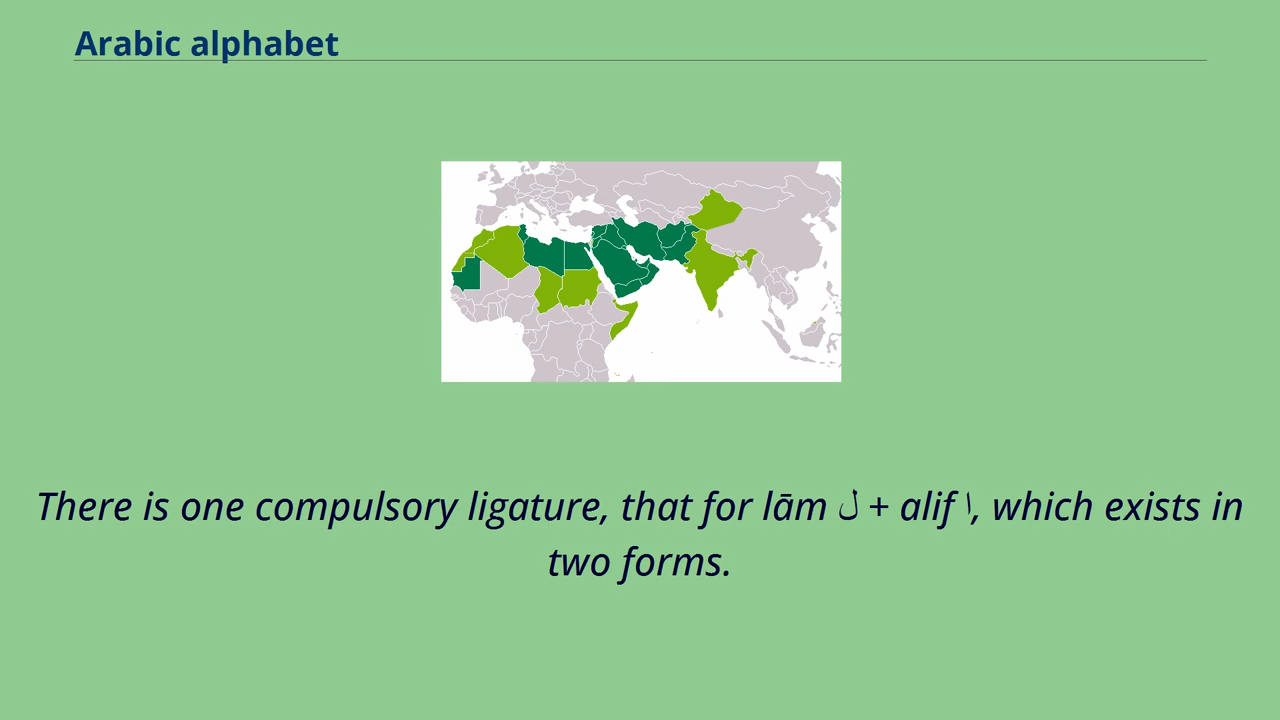 Arabic alphabet
There is one compulsory ligature, that for lām ل + alif ا, which exists in
two forms.